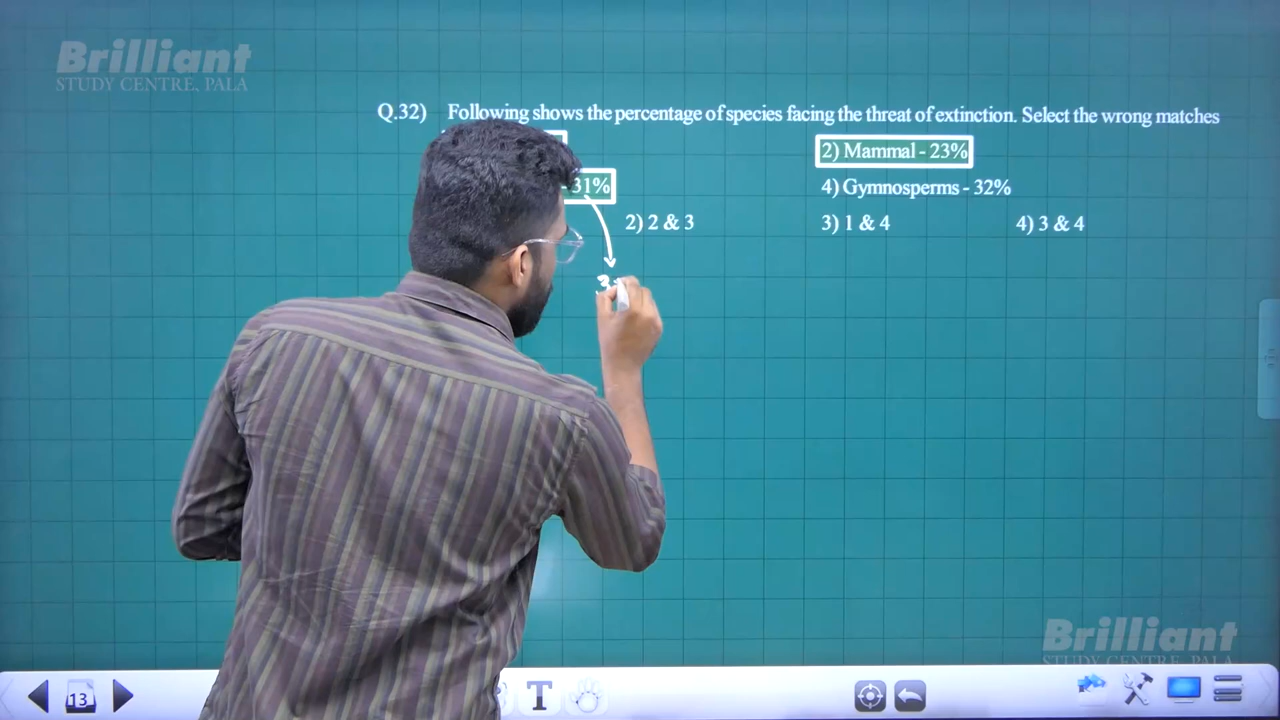 Brilliant
STUDY CENTRE, PALA
Q.32) Following shows the percentage of species facing the threat of extinction. Select the wrong matches
2) Mammal - 23%
- 31%
4) Gymnosperms - 32%
2) 2 & 3
3) 1 & 4
4) 3 & 4
3
Brilliant
STUDY CENTRE, PALA
13
T